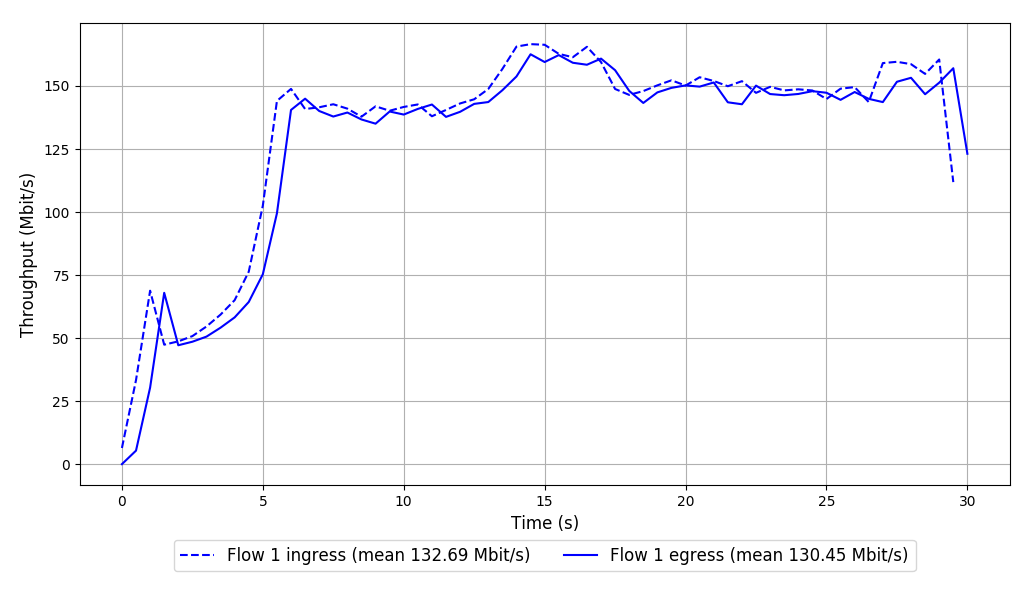 Throughput (Mbit/s)
150
125
100
75
50
25
0
0 5 10 15 20 25 30
Time (s)
Flow 1 ingress (mean 132.69 Mbit/s) Flow 1 egress (mean 130.45 Mbit/s)